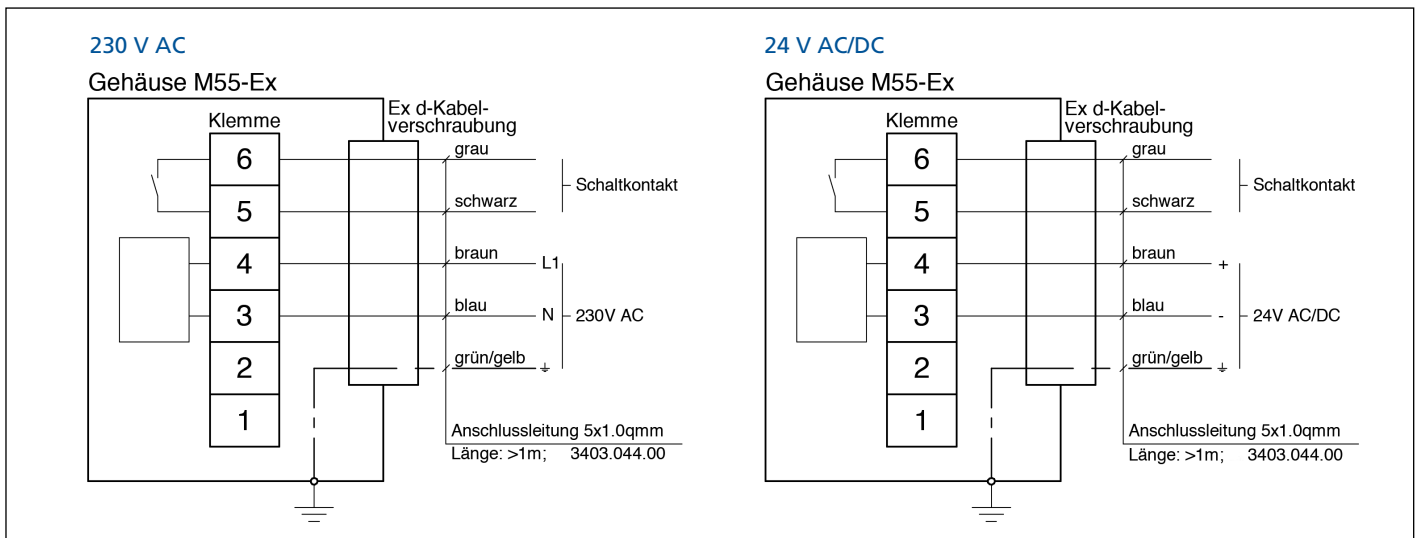 230 V AC
Gehäuse M55-Ex
Klemme
Ex d-Kabel-
verschraubung
6
grau
5
schwarz
Schaltkontakt
4
braun
L1
3
blau
N
230V AC
2
grün/gelb
1
Anschlussleitung 5x1.0qmm
Länge: >1m; 3403.044.00
24 V AC/DC
Gehäuse M55-Ex
Klemme
Ex d-Kabel-
verschraubung
6
grau
5
schwarz
Schaltkontakt
4
braun
+
3
blau
-
24V AC/DC
2
grün/gelb
1
Anschlussleitung 5x1.0qmm
Länge: >1m; 3403.044.00